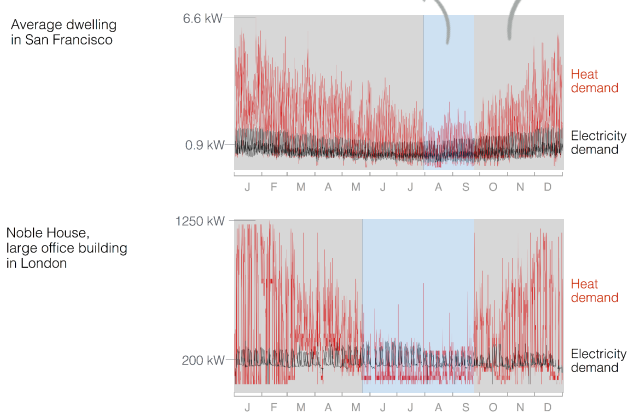 Average dwelling
in San Francisco
6.6 kW
0.9 kW
Heat
demand
Electricity
demand
J F M A M J J A S O N D
Noble House,
large office building
in London
1250 kW
200 kW
Heat
demand
Electricity
demand
J F M A M J J A S O N D